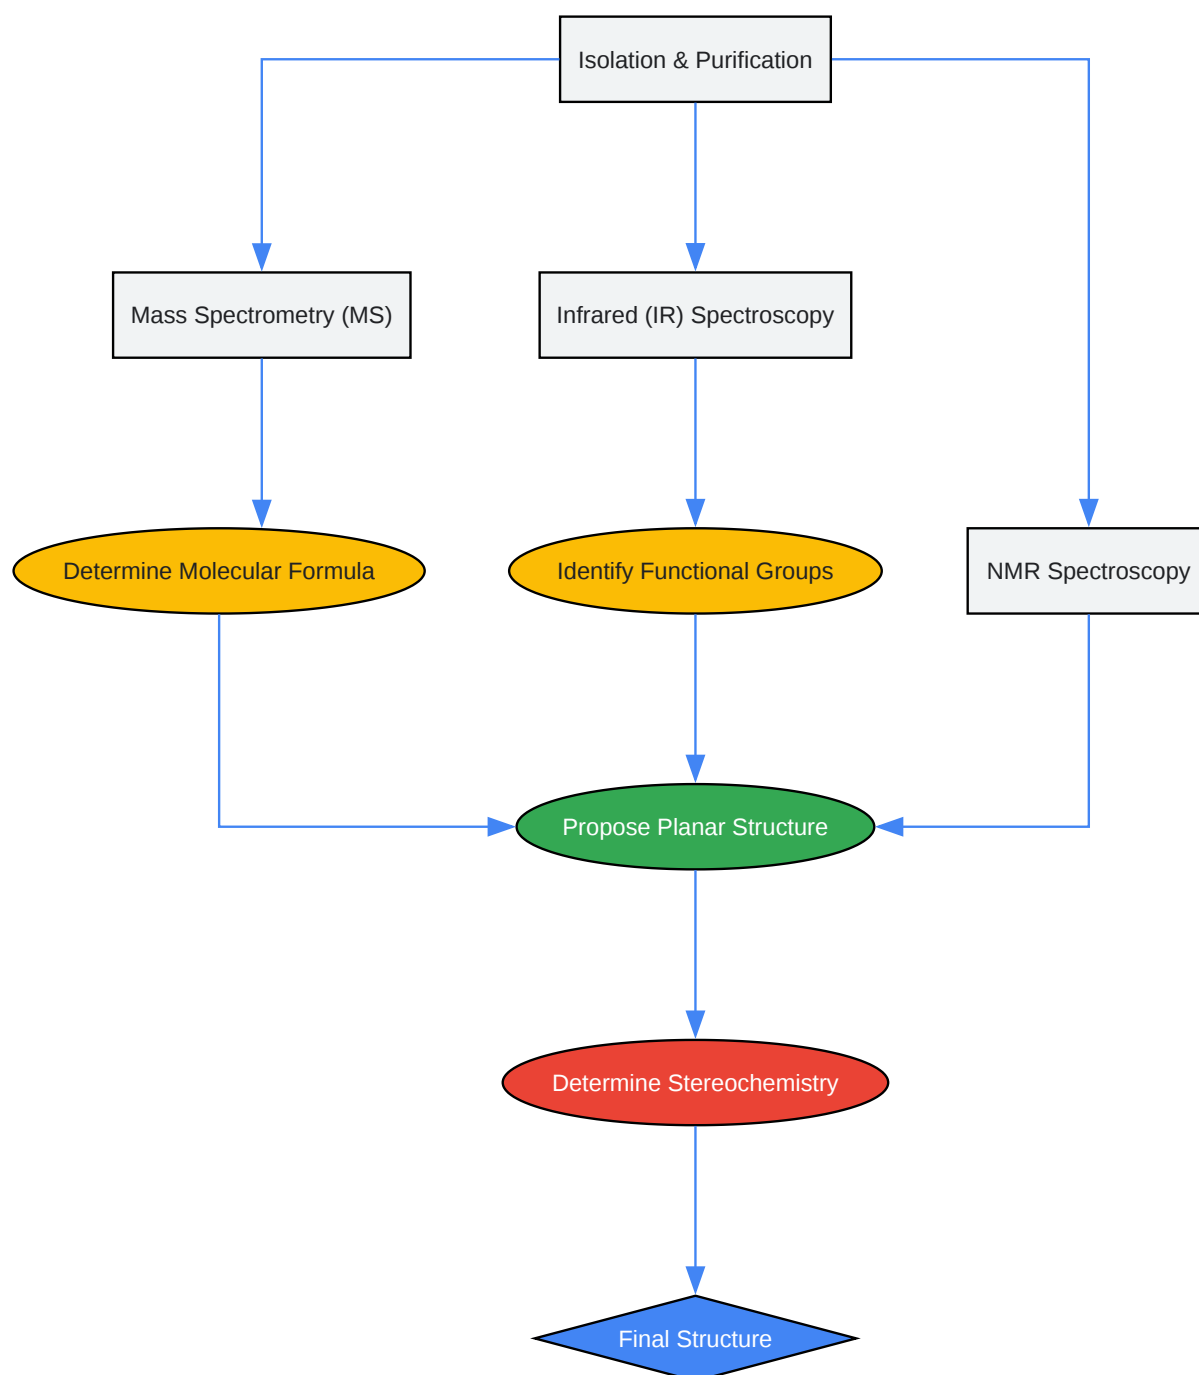 Isolation & Purification
Mass Spectrometry (MS)
Infrared (IR) Spectroscopy
Determine Molecular Formula
Identify Functional Groups
NMR Spectroscopy
Propose Planar Structure
Determine Stereochemistry
Final Structure